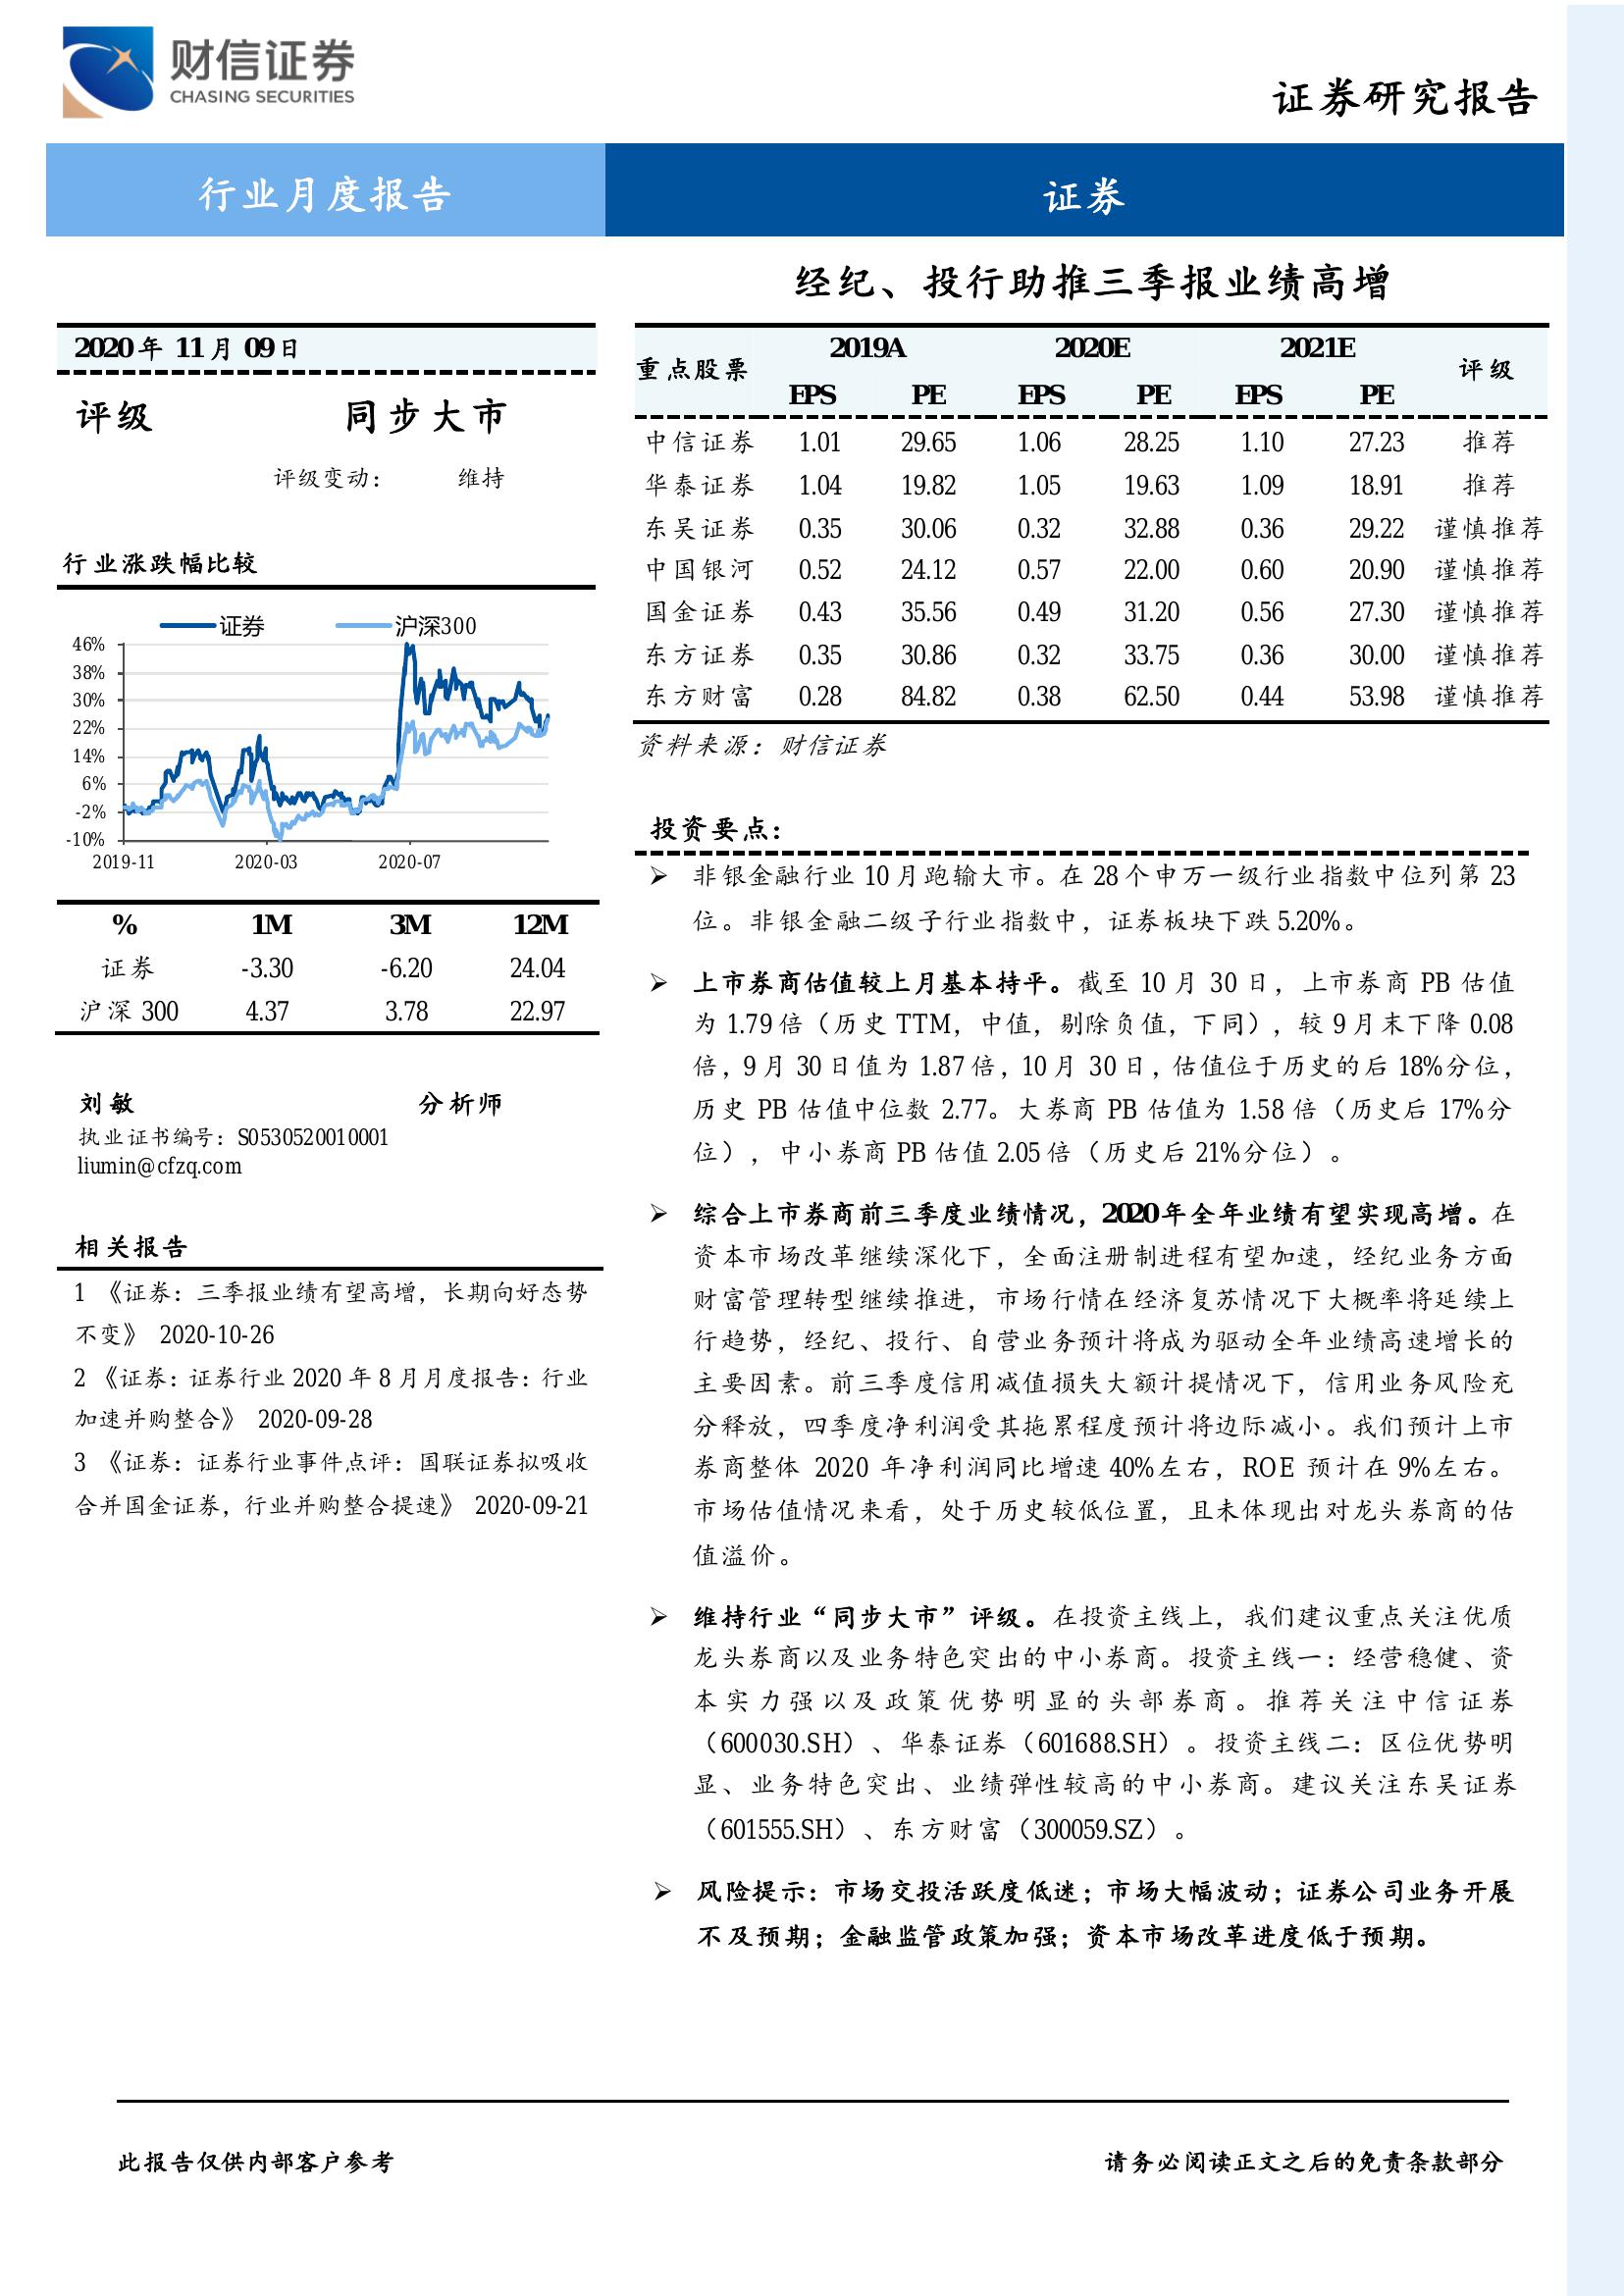 财信证券
CHASING SECURITIES
证券研究报告
行业月度报告
证券
经纪、投行助推三季报业绩高增
2020年 11月 09日
评级 同步大市
评级变动： 维持
行业涨跌幅比较
证券 沪深300
46%
38%
30%
22%
14%
6%
-2%
-10%
2019-11 2020-03 2020-07
% 1M 3M 12M
证券 -3.30 -6.20 24.04
沪深 300 4.37 3.78 22.97
刘敏 分析师
执业证书编号：S0530520010001
liumin@cfzq.com
相关报告
1 《证券：三季报业绩有望高增，长期向好态势
不变》 2020-10-26
2 《证券：证券行业 2020 年 8 月月度报告：行业
加速并购整合》 2020-09-28
3 《证券：证券行业事件点评：国联证券拟吸收
合并国金证券，行业并购整合提速》 2020-09-21
重点股票 2019A 2020E 2021E 评级
EPS PE EPS PE EPS PE
中信证券 1.01 29.65 1.06 28.25 1.10 27.23 推荐
华泰证券 1.04 19.82 1.05 19.63 1.09 18.91 推荐
东吴证券 0.35 30.06 0.32 32.88 0.36 29.22 谨慎推荐
中国银河 0.52 24.12 0.57 22.00 0.60 20.90 谨慎推荐
国金证券 0.43 35.56 0.49 31.20 0.56 27.30 谨慎推荐
东方证券 0.35 30.86 0.32 33.75 0.36 30.00 谨慎推荐
东方财富 0.28 84.82 0.38 62.50 0.44 53.98 谨慎推荐
资料来源：财信证券
投资要点：
➢ 非银金融行业 10 月跑输大市。在 28 个申万一级行业指数中位列第 23
位。非银金融二级子行业指数中，证券板块下跌 5.20%。
➢ 上市券商估值较上月基本持平。截至 10 月 30 日，上市券商 PB 估值
为 1.79 倍（历史 TTM，中值，剔除负值，下同），较 9 月末下降 0.08
倍，9 月 30 日值为 1.87 倍，10 月 30 日，估值位于历史的后 18%分位，
历史 PB 估值中位数 2.77。大券商 PB 估值为 1.58 倍（历史后 17%分
位），中小券商 PB 估值 2.05 倍（历史后 21%分位）。
➢ 综合上市券商前三季度业绩情况，2020年全年业绩有望实现高增。在
资本市场改革继续深化下，全面注册制进程有望加速，经纪业务方面
财富管理转型继续推进，市场行情在经济复苏情况下大概率将延续上
行趋势，经纪、投行、自营业务预计将成为驱动全年业绩高速增长的
主要因素。前三季度信用减值损失大额计提情况下，信用业务风险充
分释放，四季度净利润受其拖累程度预计将边际减小。我们预计上市
券商整体 2020 年净利润同比增速 40%左右，ROE 预计在 9%左右。
市场估值情况来看，处于历史较低位置，且未体现出对龙头券商的估
值溢价。
➢ 维持行业“同步大市”评级。在投资主线上，我们建议重点关注优质
龙头券商以及业务特色突出的中小券商。投资主线一：经营稳健、资
本实力强以及政策优势明显的头部券商。推荐关注中信证券
（600030.SH）、华泰证券（601688.SH）。投资主线二：区位优势明
显、业务特色突出、业绩弹性较高的中小券商。建议关注东吴证券
（601555.SH）、东方财富（300059.SZ）。
➢ 风险提示：市场交投活跃度低迷；市场大幅波动；证券公司业务开展
不及预期；金融监管政策加强；资本市场改革进度低于预期。
此报告仅供内部客户参考
请务必阅读正文之后的免责条款部分